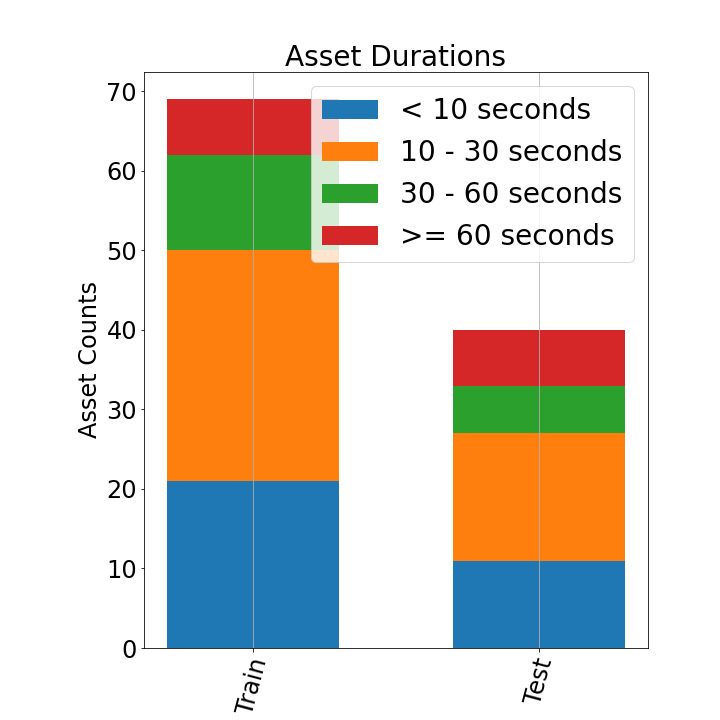 Asset Durations
70
60
50
40
30
20
10
0
Asset Counts
< 10 seconds
10 - 30 seconds
30 - 60 seconds
>= 60 seconds
Train
Test